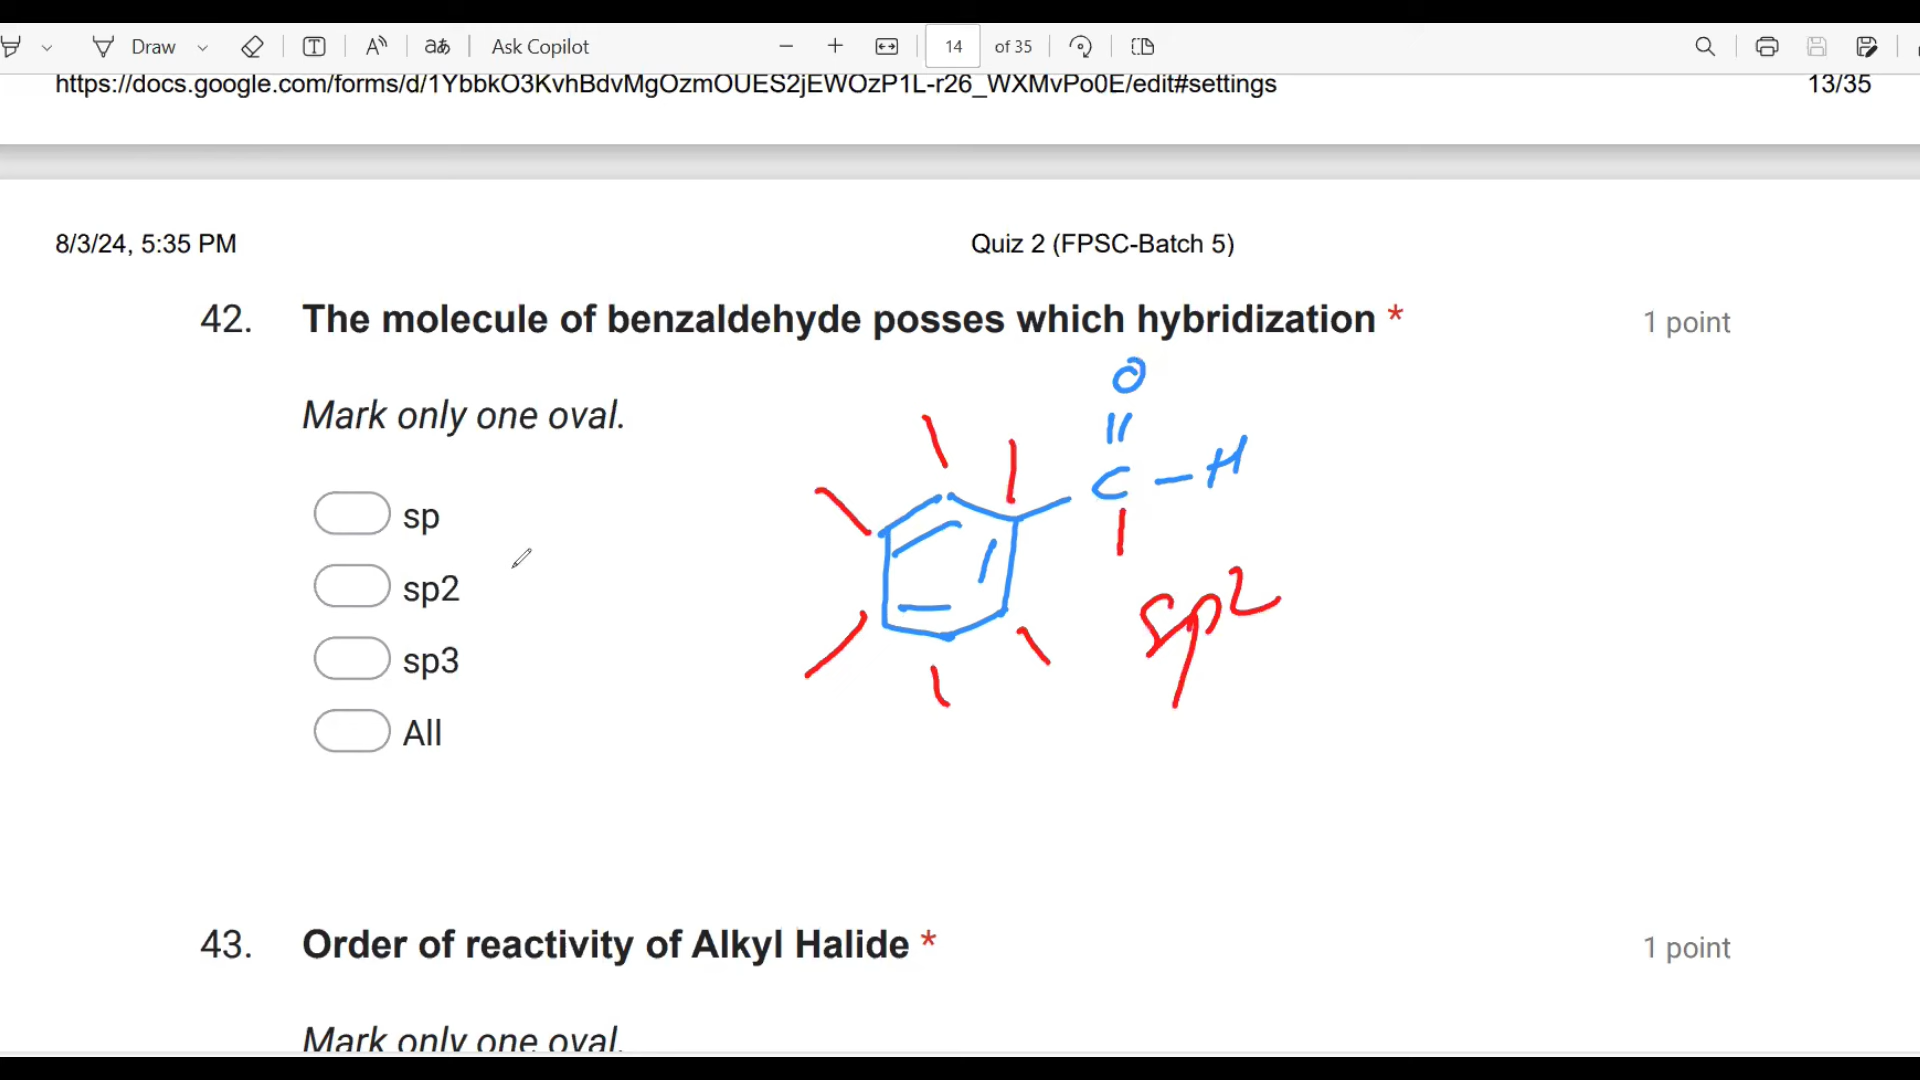 Draw aあ Ask Copilot 14 of 35
https://docs.google.com/forms/d/1YbbkO3KvhBdvMgOzmOUES2jEWOzP1L-r26_WXMvPo0E/edit#settings 13/35
8/3/24, 5:35 PM Quiz 2 (FPSC-Batch 5)
42. The molecule of benzaldehyde posses which hybridization * 1 point
O
Mark only one oval.
C - H
sp
sp2
Sp2
sp3
All
43. Order of reactivity of Alkyl Halide * 1 point
Mark only one oval.